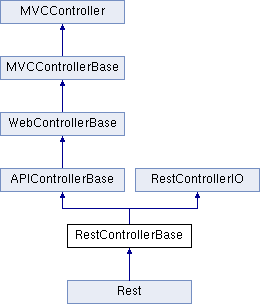 MVCController
MVCControllerBase
WebControllerBase
APIControllerBase
RestControllerIO
RestControllerBase
Rest